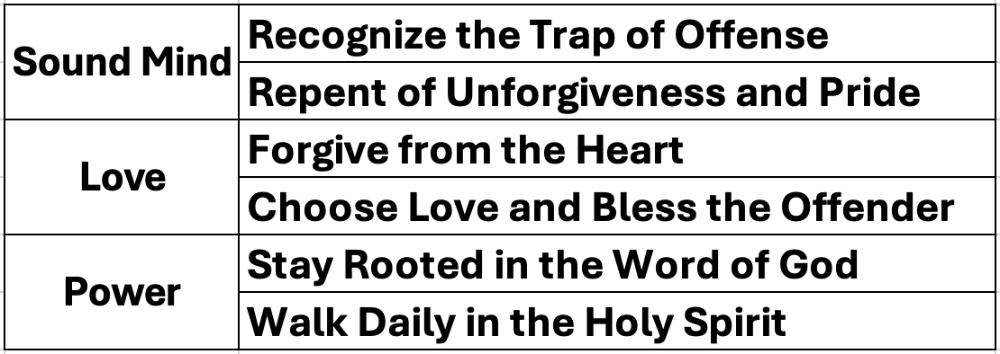 Sound Mind
Recognize the Trap of Offense
Repent of Unforgiveness and Pride
Love
Forgive from the Heart
Choose Love and Bless the Offender
Power
Stay Rooted in the Word of God
Walk Daily in the Holy Spirit